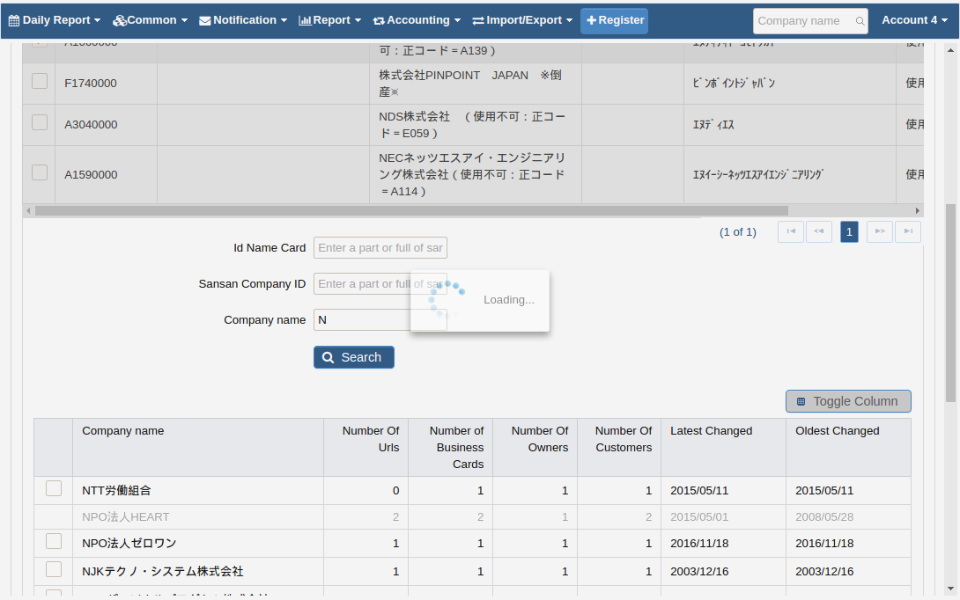 Daily Report Common Notification Report Accounting Import/Export Register Company name Account 4
可：正コード＝A139）
F1740000 株式会社PINPOINT　JAPAN　※倒産※ ﾋﾟﾝﾎﾟｲﾝﾄｼﾞｬﾊﾟﾝ 使用
A3040000 NDS株式会社　（使用不可：正コード＝E059） ｴﾇﾃﾞｨｴｽ 使用
A1590000 NECネッツエスアイ・エンジニアリング株式会社（使用不可：正コード＝A114） ｴﾇｲｰｼｰﾈｯﾂｴｽｱｲｴﾝｼﾞﾆｱﾘﾝｸﾞ 使用
(1 of 1) 1
Id Name Card Enter a part or full of sar
Sansan Company ID Enter a part or full of sar
Loading...
Company name N
Search
Toggle Column
Company name Number Of Urls Number of Business Cards Number Of Owners Number Of Customers Latest Changed Oldest Changed
NTT労働組合 0 1 1 1 2015/05/11 2015/05/11
NPO法人HEART 2 2 1 2 2015/05/01 2008/05/28
NPO法人ゼロワン 1 1 1 1 2016/11/18 2016/11/18
NJKテクノ・システム株式会社 1 1 1 1 2003/12/16 2003/12/16